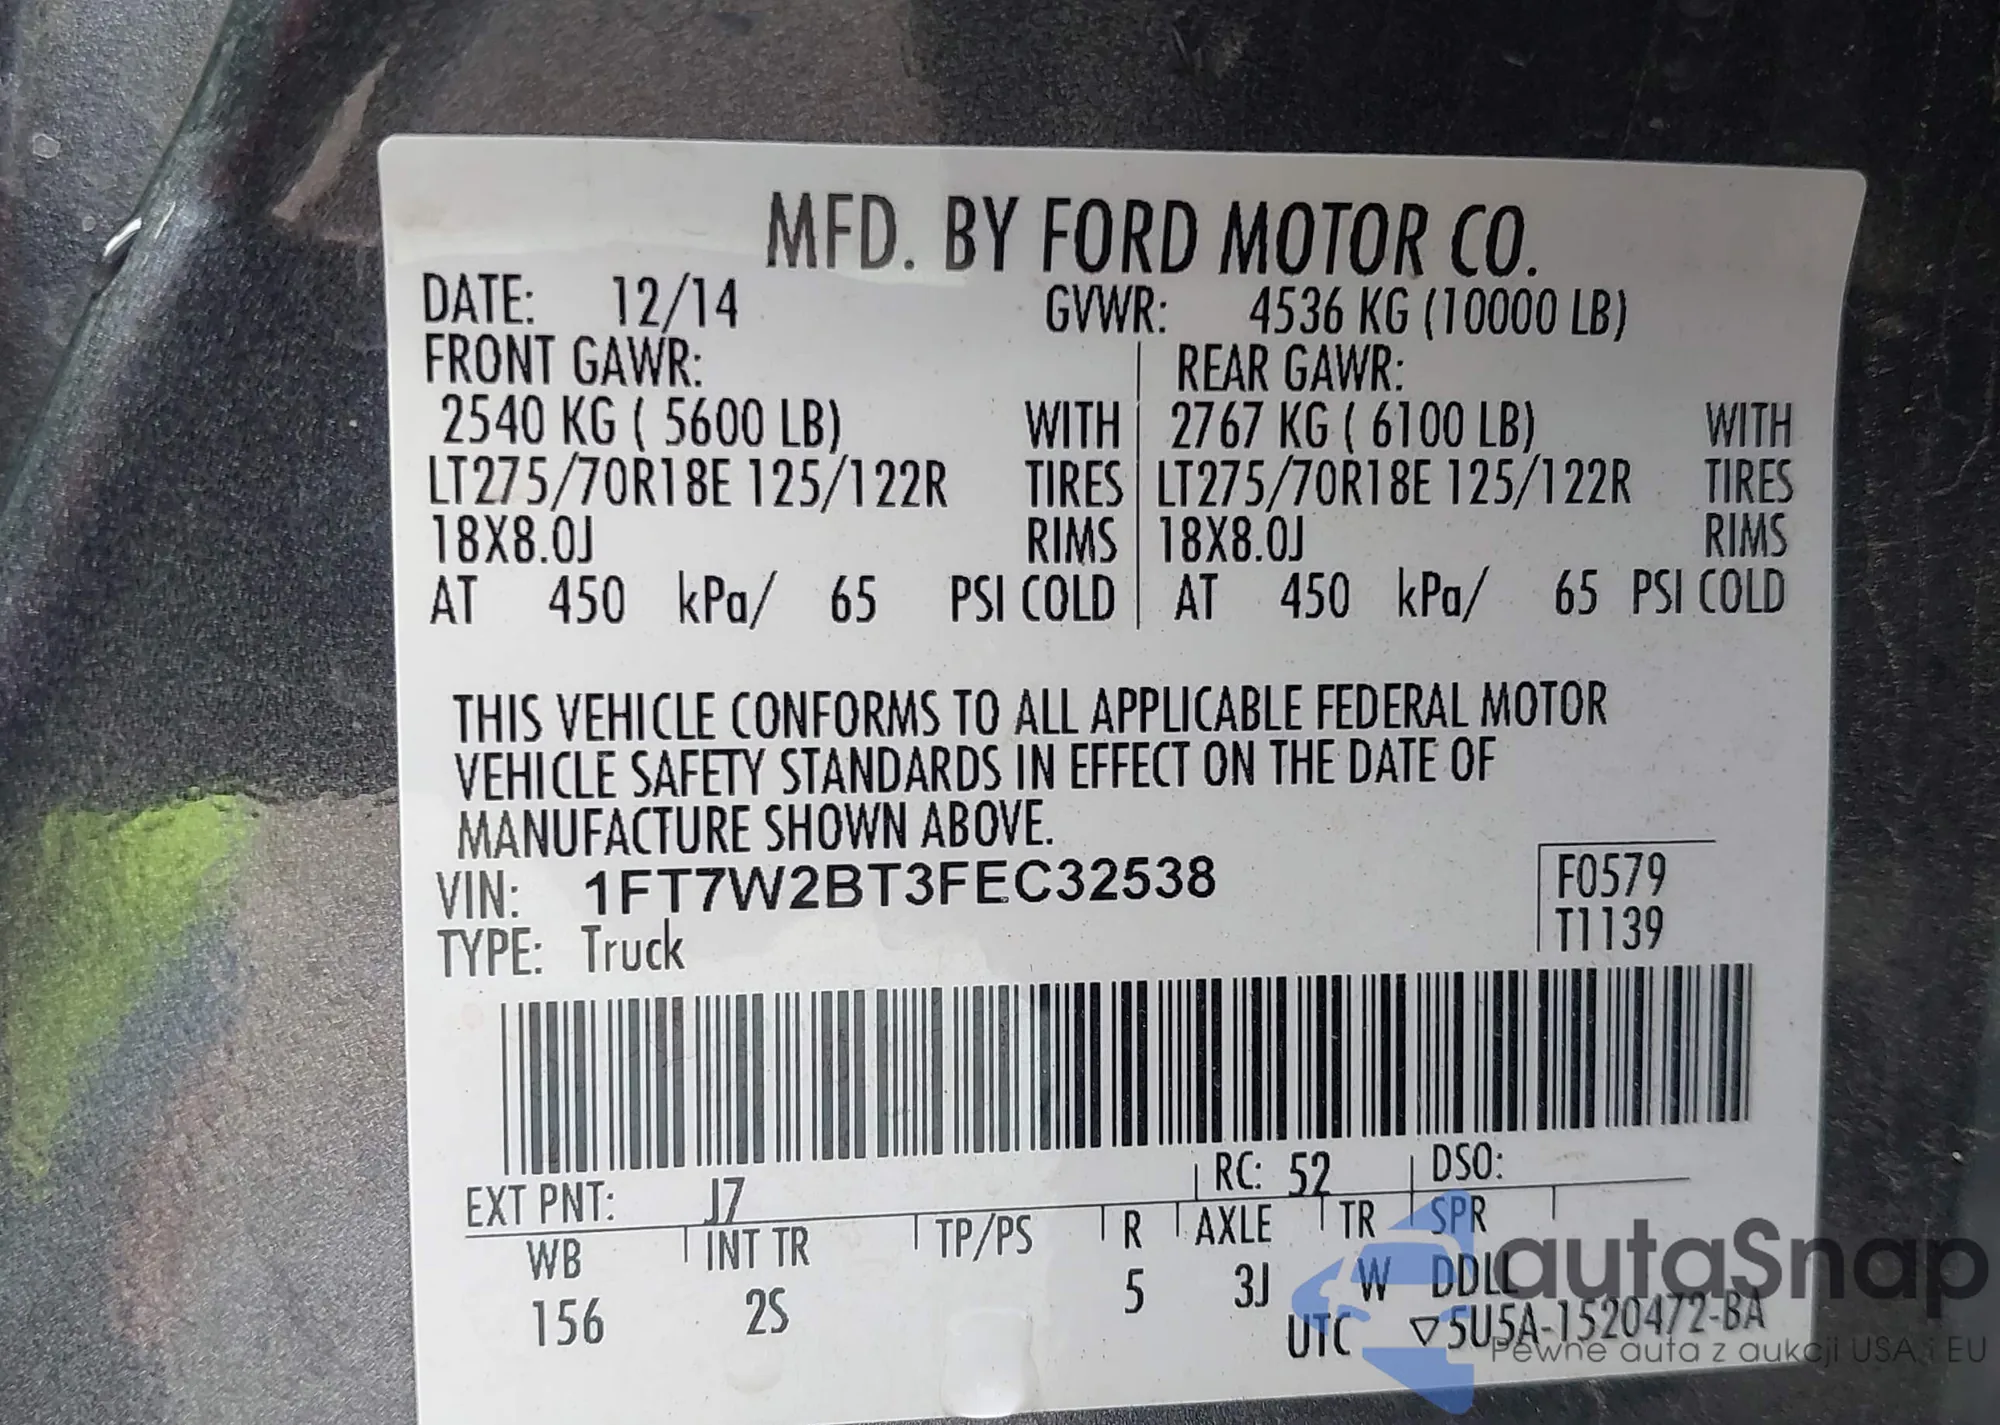 MFD. BY FORD MOTOR CO.
DATE: 12/14 GVWR: 4536 KG (10000 LB)
FRONT GAWR: REAR GAWR:
2540 KG ( 5600 LB) WITH 2767 KG ( 6100 LB) WITH
LT275/70R18E 125/122R TIRES LT275/70R18E 125/122R TIRES
18X8.0J RIMS 18X8.0J RIMS
AT 450 kPa/ 65 PSI COLD AT 450 kPa/ 65 PSI COLD
THIS VEHICLE CONFORMS TO ALL APPLICABLE FEDERAL MOTOR
VEHICLE SAFETY STANDARDS IN EFFECT ON THE DATE OF
MANUFACTURE SHOWN ABOVE.
VIN: 1FT7W2BT3FEC32538 F0579
TYPE: Truck T1139
EXT PNT: J7 RC: 52 DSO:
WB INT TR TP/PS R AXLE TR SPR
156 2S 5 3J W DDLL
UTC ▽5U5A-1520472-BA
autaSnap
Pewne auta z aukcji USA i EU